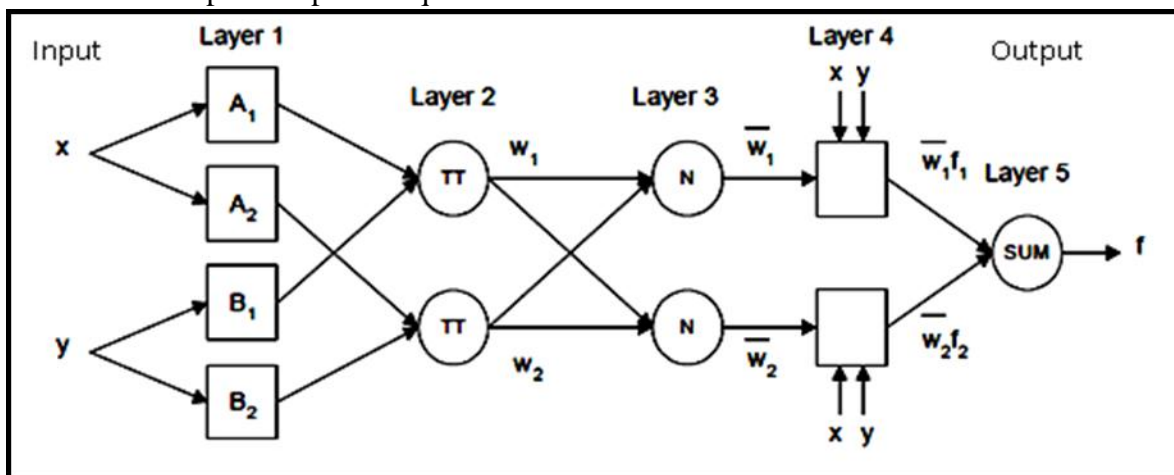 Input
Layer 1
Layer 4
Output
x y
A1
Layer 2
Layer 3
x
TT
w1
N
w̅1
w̅1f1
Layer 5
A2
SUM
f
B1
y
TT
w2
N
w̅2
w̅2f2
B2
x y